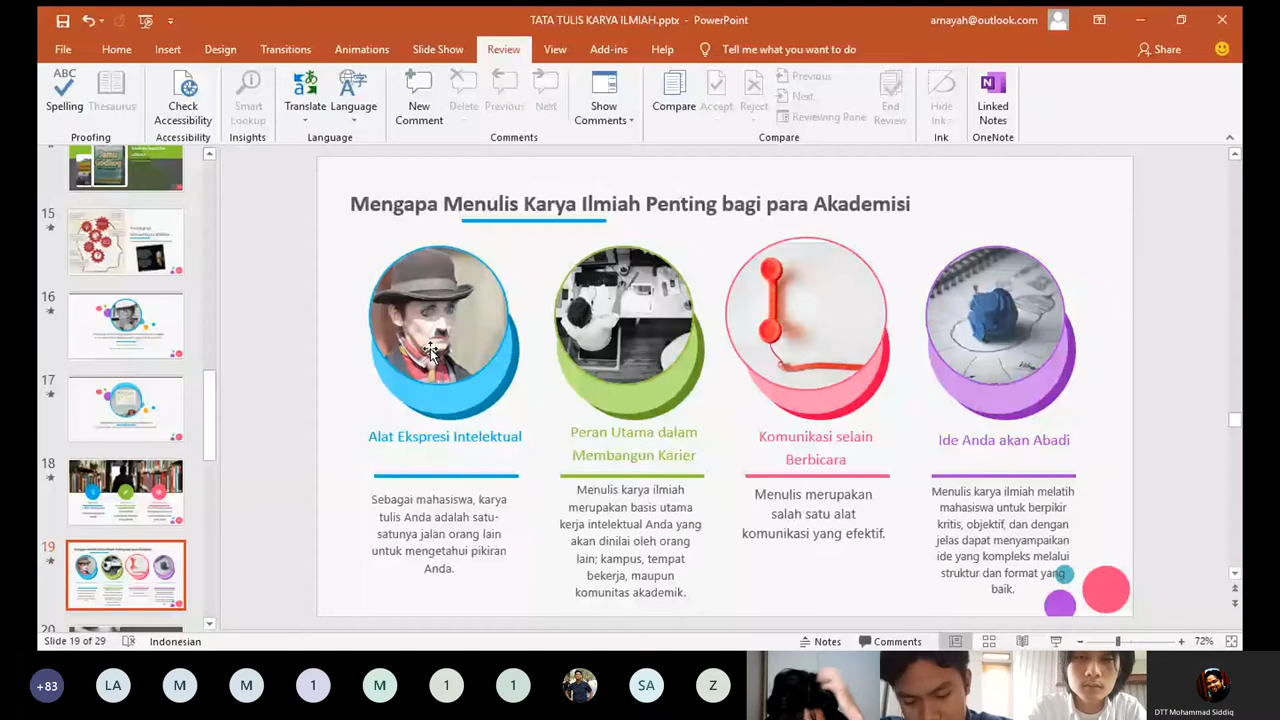 TATA TULIS KARYA ILMIAH.pptx - PowerPoint
arnayah@outlook.com
File Home Insert Design Transitions Animations Slide Show Review View Add-ins Help Tell me what you want to do Share
ABC
Spelling
Thesaurus
Proofing
Check
Accessibility
Accessibility
Smart
Lookup
Insights
Translate
Language
Language
New
Comment
Delete
Previous
Next
Show
Comments
Comments
Compare
Accept
Reject
Previous
Next
Reviewing Pane
End
Review
Compare
Hide
Ink
Ink
Linked
Notes
OneNote
15
16
17
18
19
20
Mengapa Menulis Karya Ilmiah Penting bagi para Akademisi
Alat Ekspresi Intelektual
Sebagai mahasiswa, karya
tulis Anda adalah satu-
satunya jalan orang lain
untuk mengetahui pikiran
Anda.
Peran Utama dalam
Membangun Karier
Menulis karya ilmiah
merupakan basis utama
kerja intelektual Anda yang
akan dinilai oleh orang
lain; kampus, tempat
bekerja, maupun
komunitas akademik.
Komunikasi selain
Berbicara
Menulis merupakan
salah satu alat
komunikasi yang efektif.
Ide Anda akan Abadi
Menulis karya ilmiah melatih
mahasiswa untuk berpikir
kritis, objektif, dan dengan
jelas dapat menyampaikan
ide yang kompleks melalui
struktur dan format yang
baik.
Slide 19 of 29 Indonesian Notes Comments 72%
+83 LA M M 1 M 1 1 SA Z
DTT Mohammad Siddiq